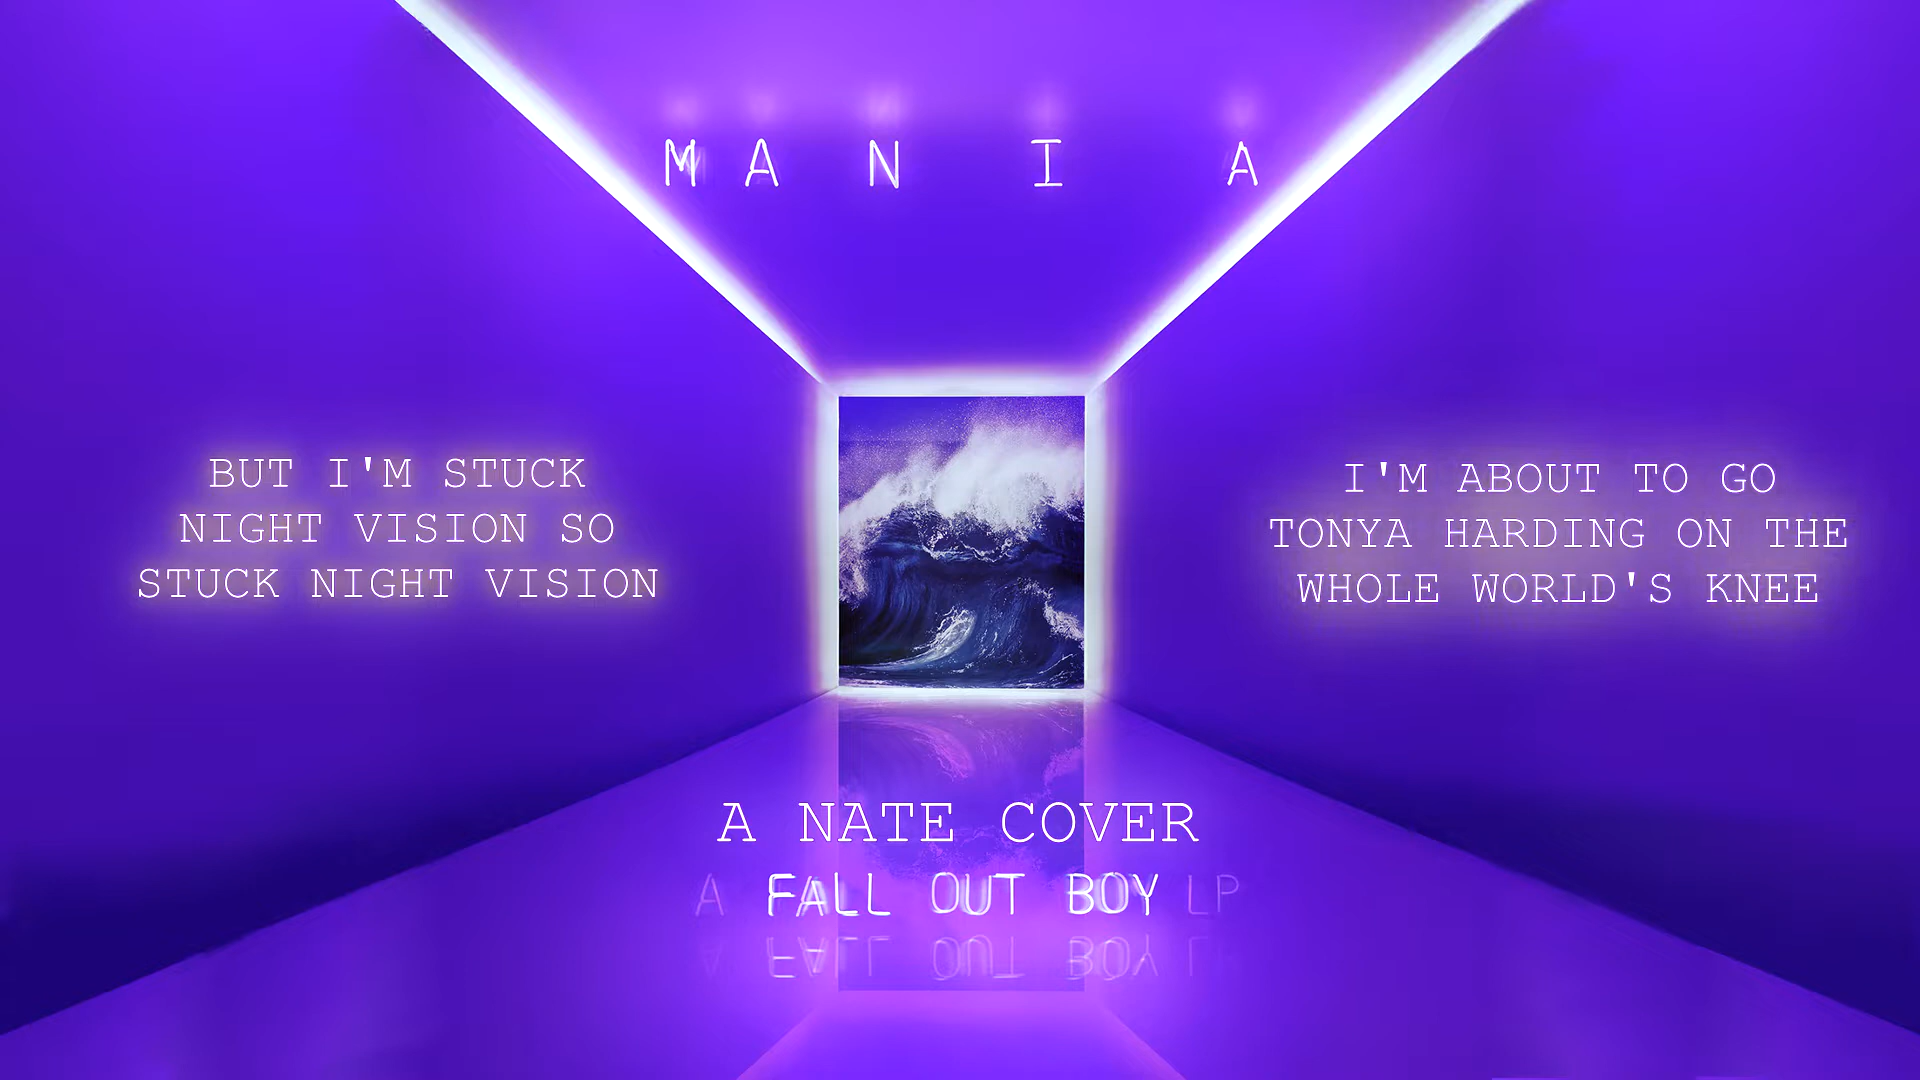 M A N I A
BUT I'M STUCK
NIGHT VISION SO
STUCK NIGHT VISION
I'M ABOUT TO GO
TONYA HARDING ON THE
WHOLE WORLD'S KNEE
A NATE COVER
A FALL OUT BOY LP